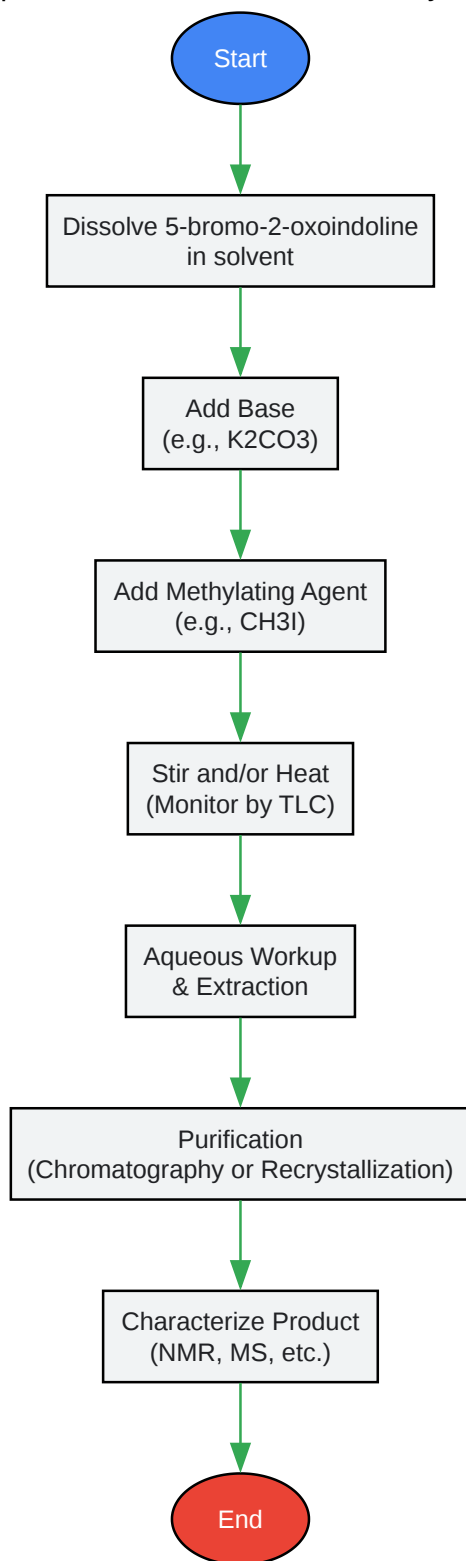 Start
Dissolve 5-bromo-2-oxoindoline
in solvent
Add Base
(e.g., K2CO3)
Add Methylating Agent
(e.g., CH3I)
Stir and/or Heat
(Monitor by TLC)
Aqueous Workup
& Extraction
Purification
(Chromatography or Recrystallization)
Characterize Product
(NMR, MS, etc.)
End